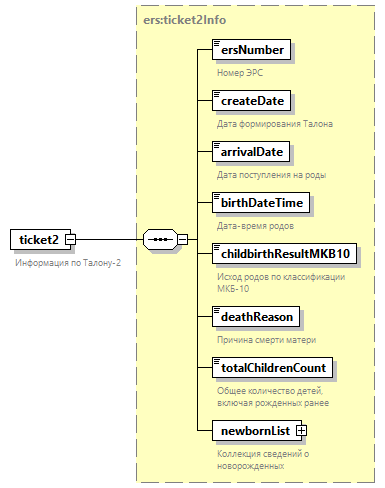 ers:ticket2Info
ersNumber
Номер ЭРС
createDate
Дата формирования Талона
arrivalDate
Дата поступления на роды
birthDateTime
Дата-время родов
ticket2
Информация по Талону-2
childbirthResultMKB10
Исход родов по классификации
МКБ-10
deathReason
Причина смерти матери
totalChildrenCount
Общее количество детей,
включая рожденных ранее
newbornList
Коллекция сведений о
новорожденных